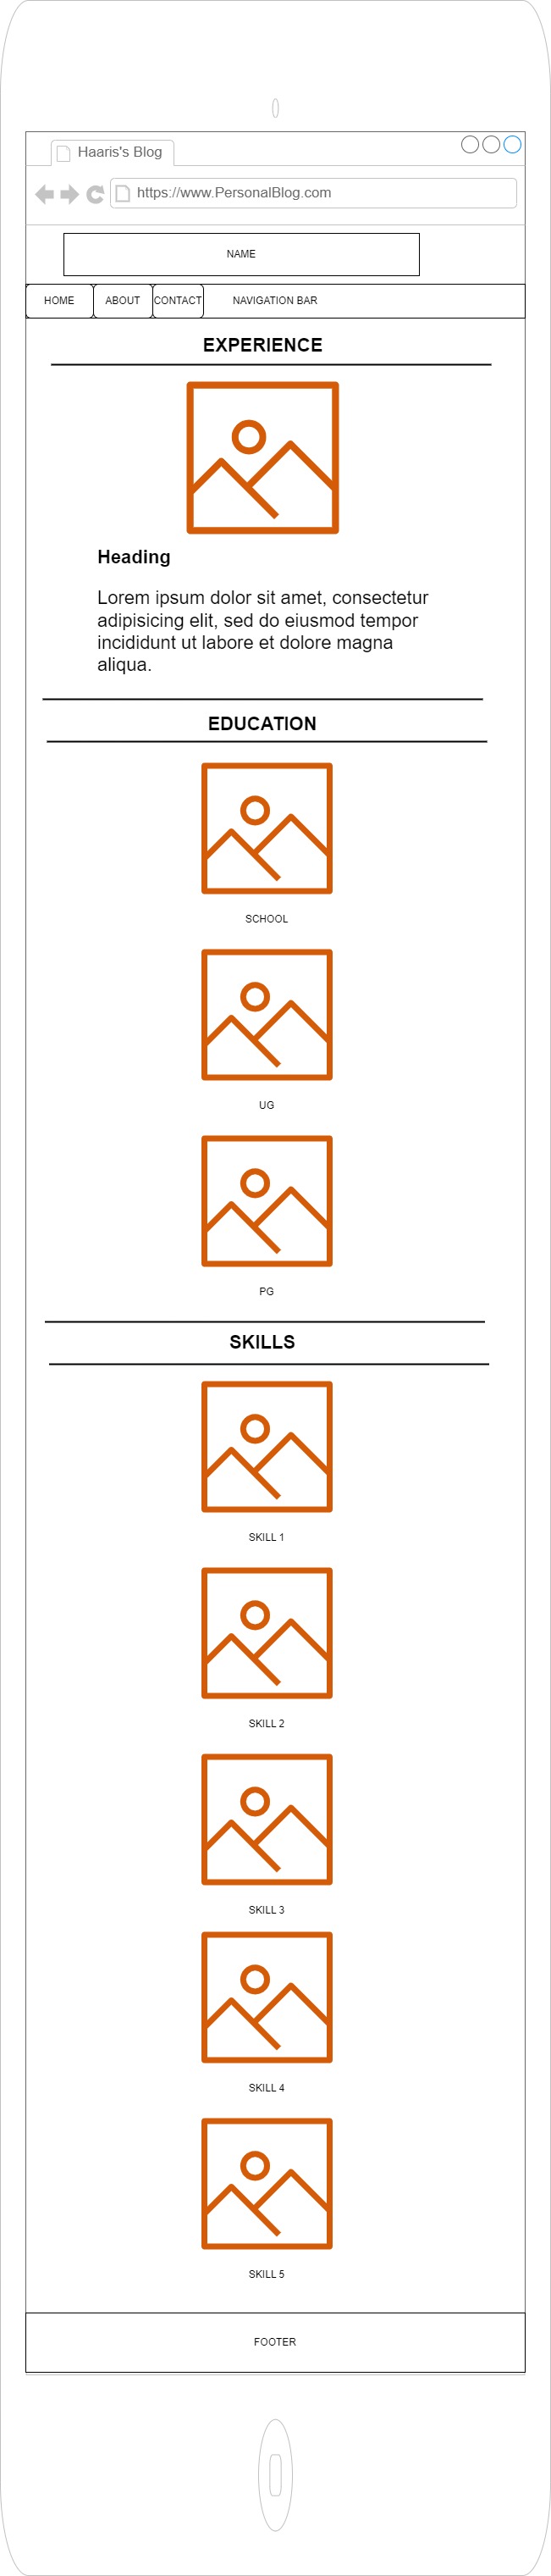 Haaris's Blog
https://www.PersonalBlog.com
NAME
HOME ABOUT CONTACT NAVIGATION BAR
EXPERIENCE
Heading
Lorem ipsum dolor sit amet, consectetur
adipisicing elit, sed do eiusmod tempor
incididunt ut labore et dolore magna
aliqua.
EDUCATION
SCHOOL
UG
PG
SKILLS
SKILL 1
SKILL 2
SKILL 3
SKILL 4
SKILL 5
FOOTER